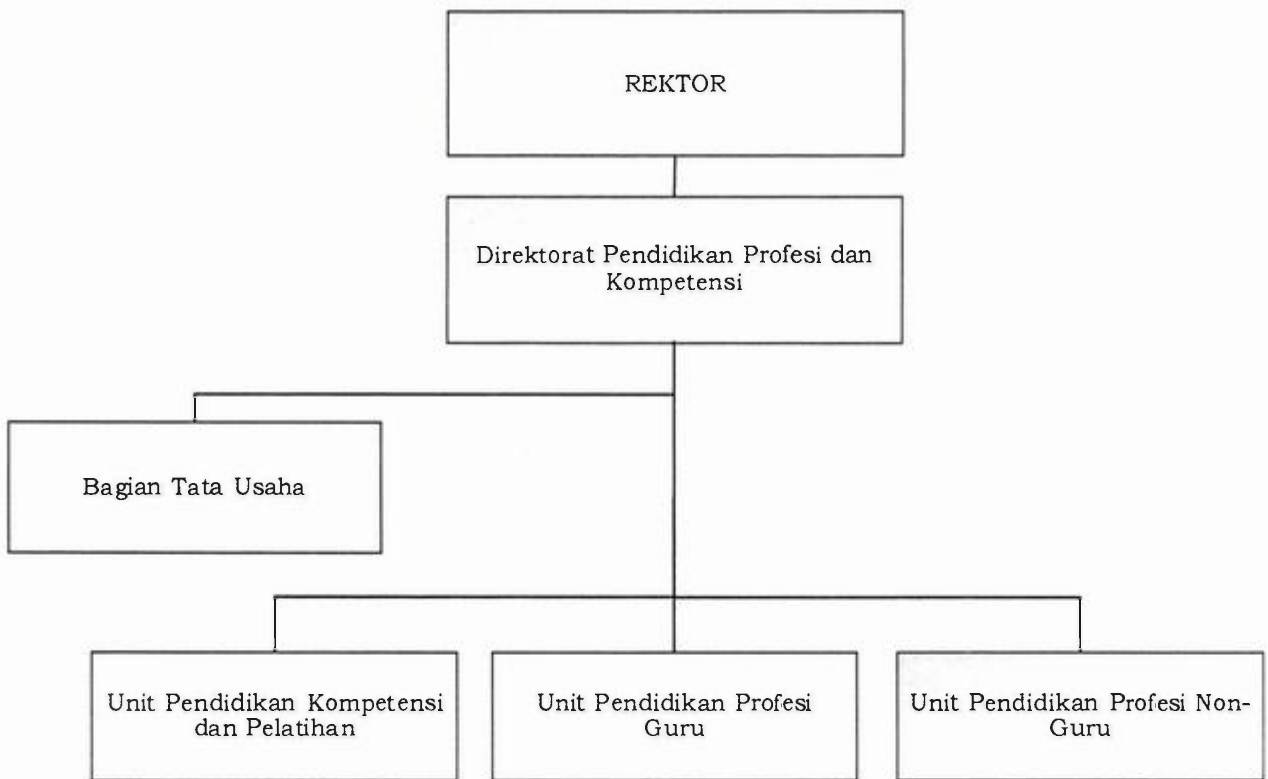 REKTOR
Direktorat Pendidikan Profesi dan
Kompetensi
Bagian Tata Usaha
Unit Pendidikan Kompetensi
dan Pelatihan
Unit Pendidikan Profesi
Guru
Unit Pendidikan Profesi Non-
Guru